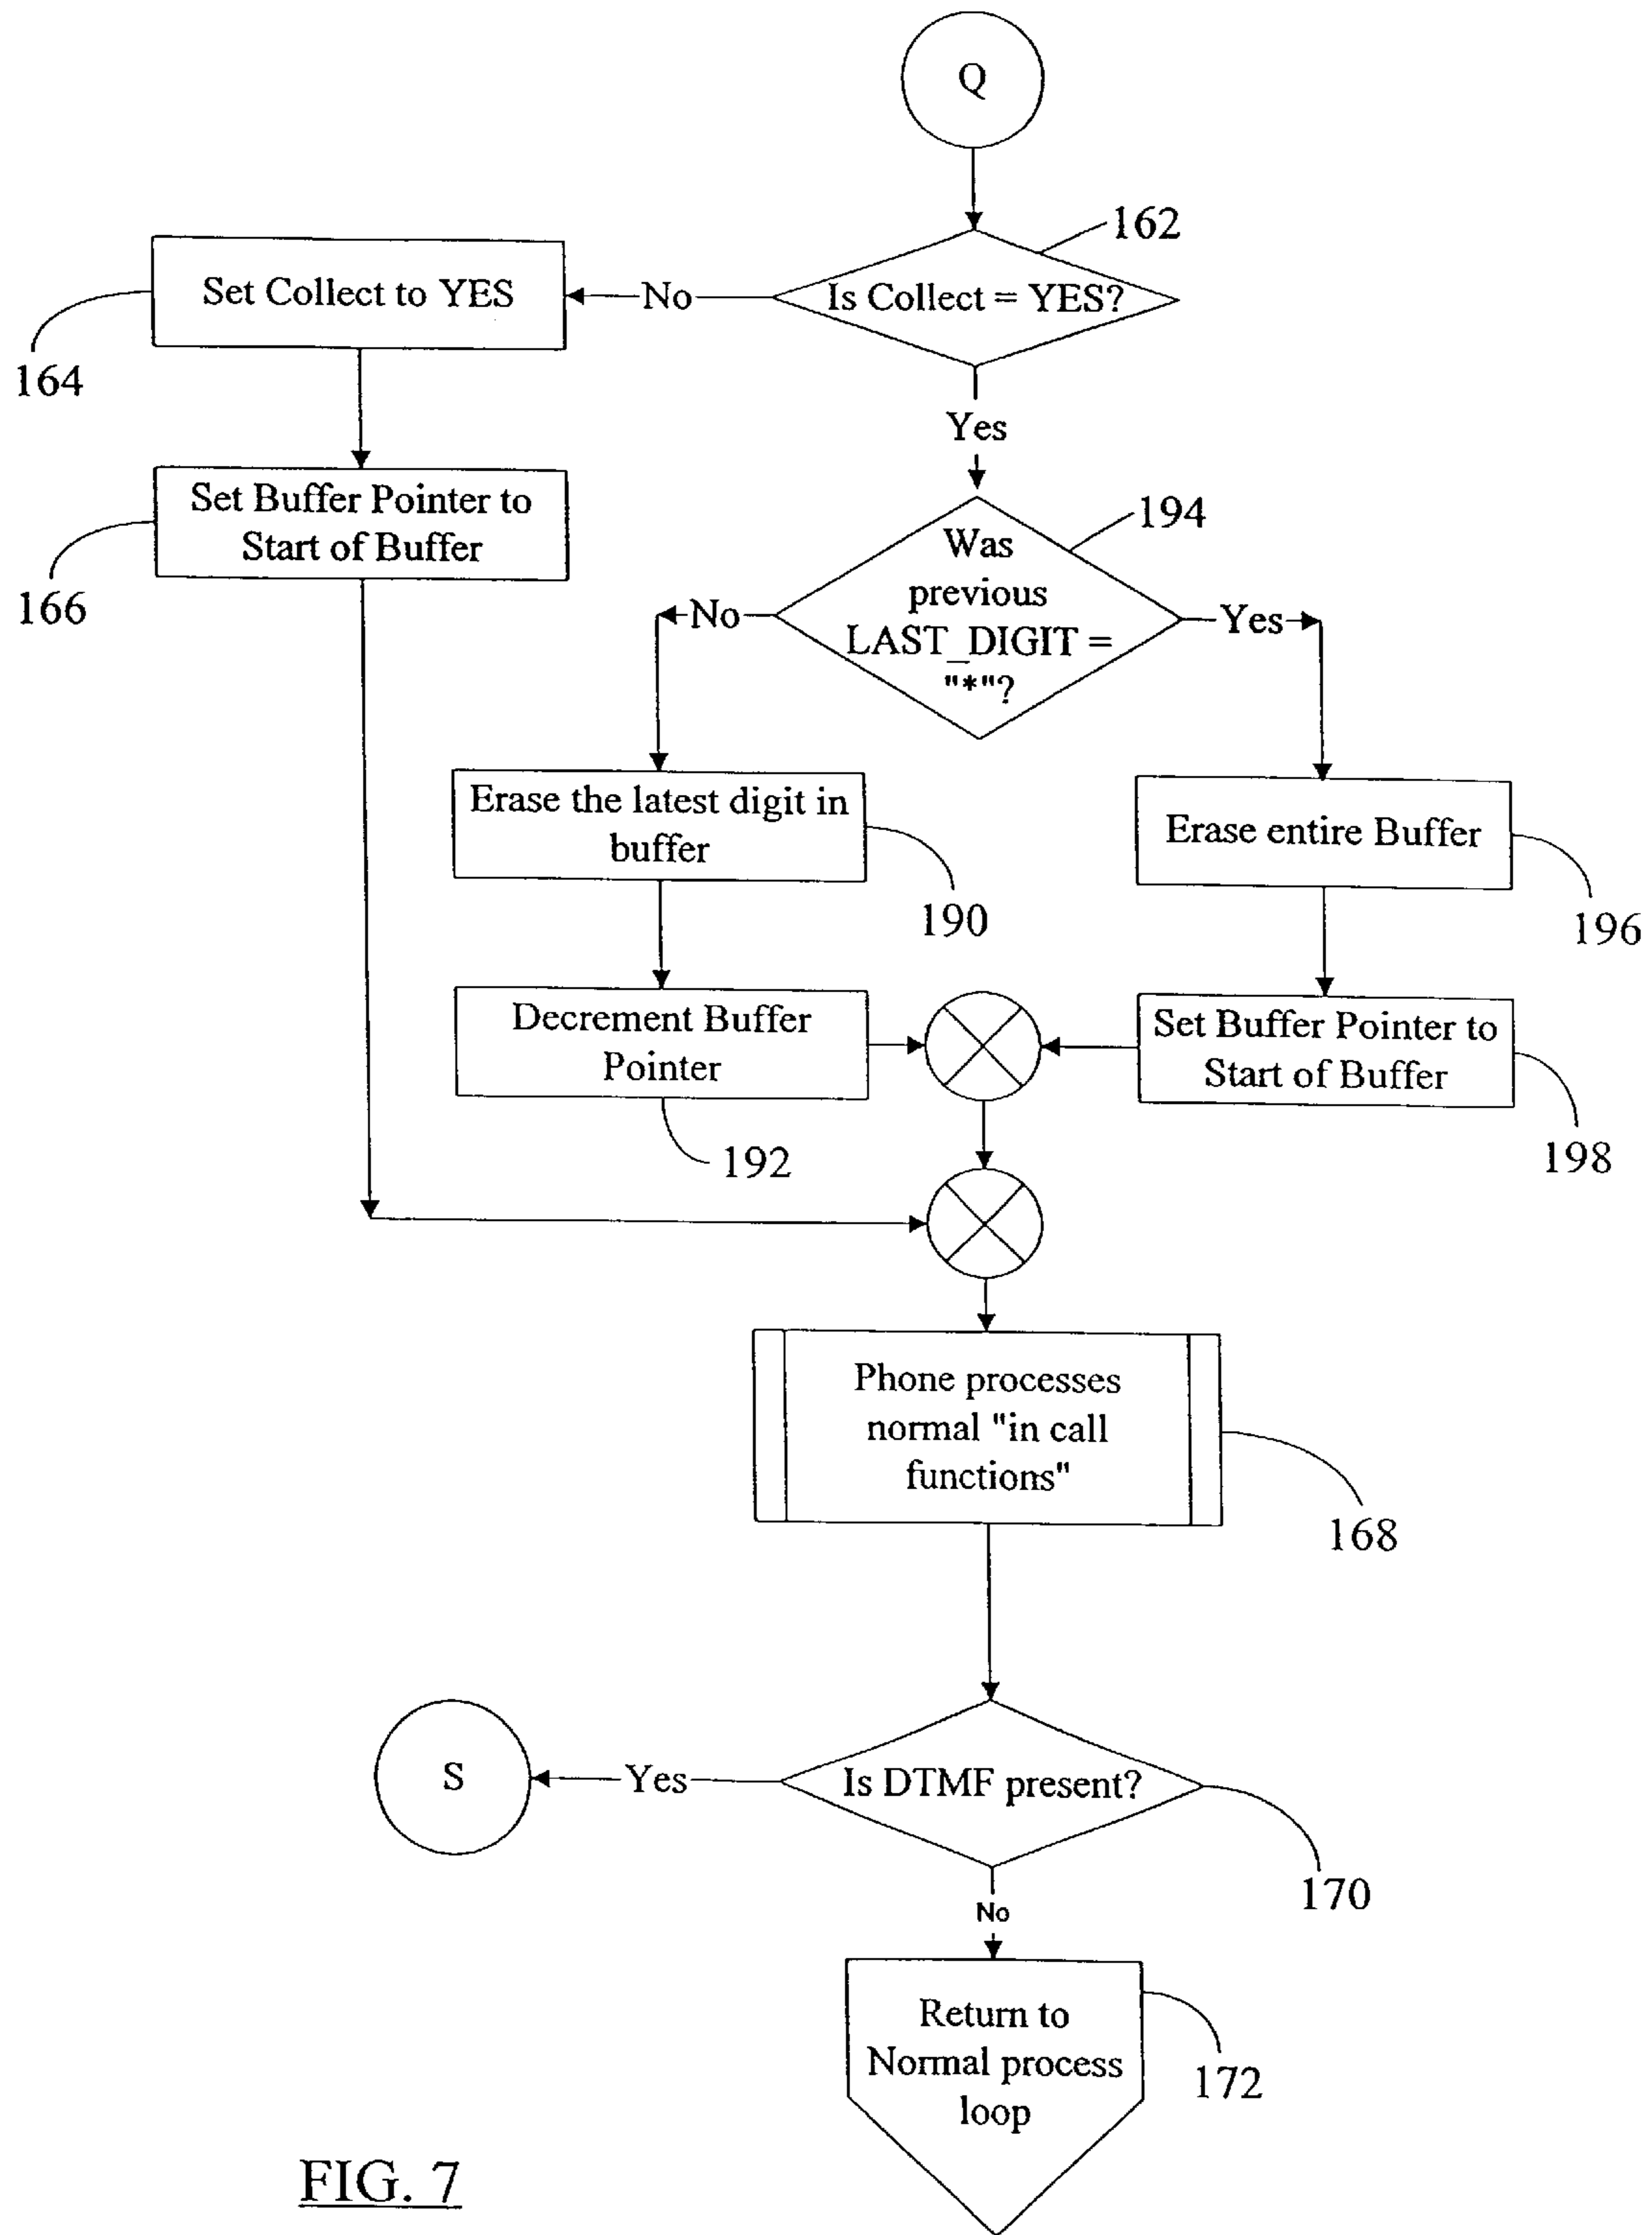 Q
162
Is Collect = YES?
No
Set Collect to YES
164
Yes
Set Buffer Pointer to
Start of Buffer
166
194
Was
previous
LAST_DIGIT =
"*"?
No
Yes
Erase the latest digit in
buffer
190
Erase entire Buffer
196
Decrement Buffer
Pointer
192
Set Buffer Pointer to
Start of Buffer
198
Phone processes
normal "in call
functions"
168
Is DTMF present?
170
Yes
S
No
Return to
Normal process
loop
172
FIG. 7